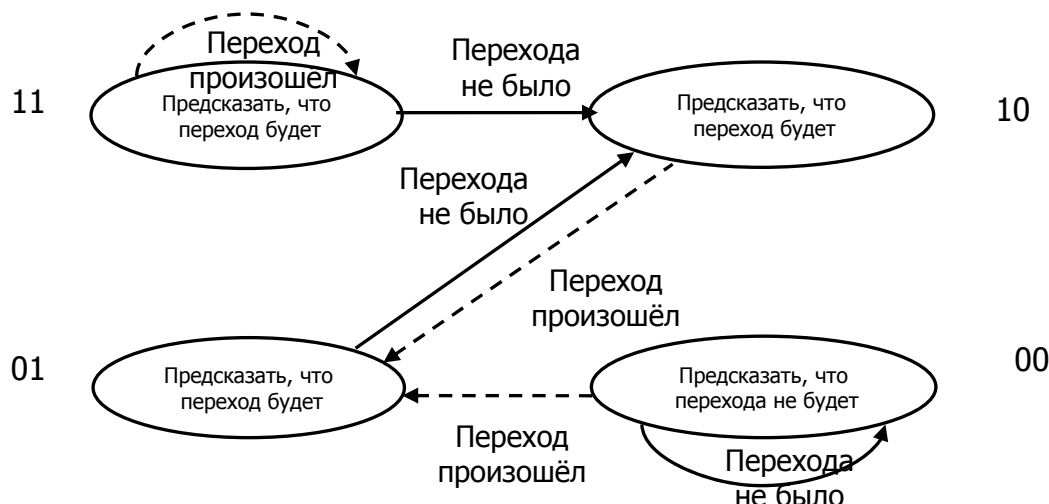 Переход
произошёл
Перехода
не было
11
Предсказать, что
переход будет
Предсказать, что
переход будет
10
Перехода
не было
Переход
произошёл
01
Предсказать, что
переход будет
Предсказать, что
перехода не будет
00
Переход
произошёл
Перехода
не было